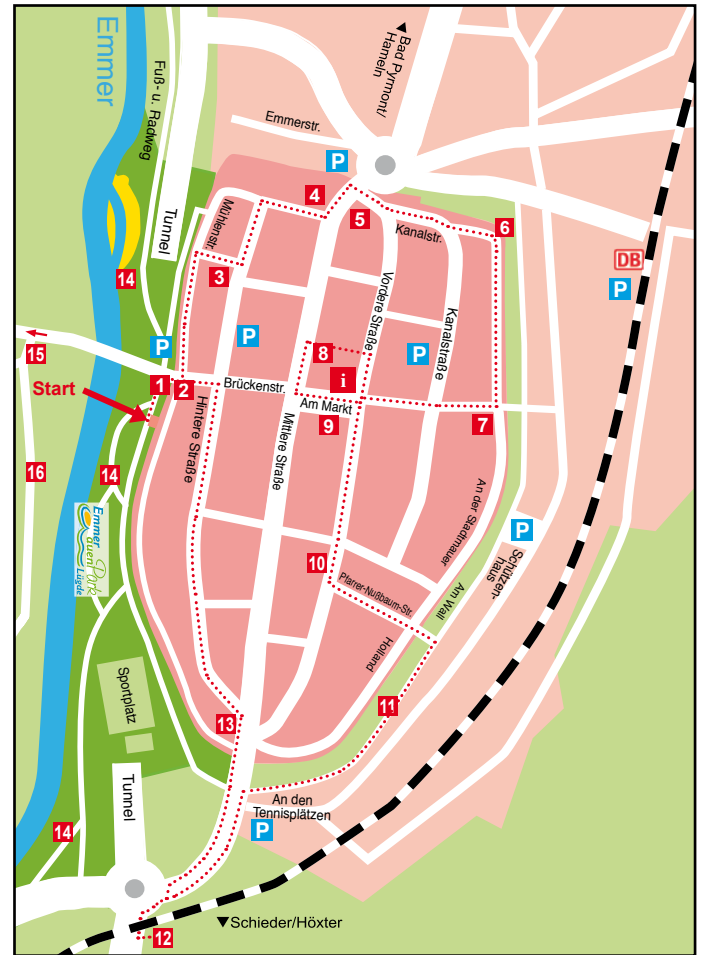 Emmer
Fuß- u. Radweg
Bad Pyrmont/
Hameln
Emmerstr.
P
4
5
6
Kanalstr.
Mühlenstr.
Tunnel
3
14
DB
P
Vordere Straße
Kanalstraße
P
P
8
P
15
i
Start
1
2
Brückenstr.
Am Markt
9
7
Hintere Straße
Mittlere Straße
16
14
An der Stadtmauer
Emmer
auenPark
Lügde
P
Schützen-
haus
10
Pfarrer-Nußbaum-Str.
Am Wall
Holland
Sportplatz
11
13
Tunnel
An den
Tennisplätzen
P
14
Schieder/Höxter
12